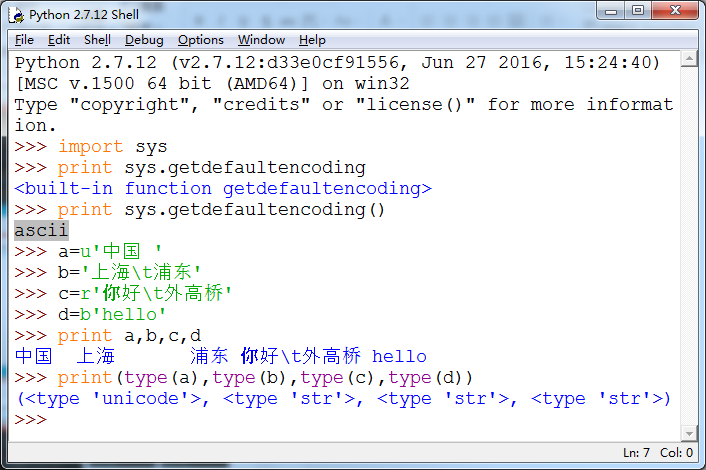 Python 2.7.12 Shell
File Edit Shell Debug Options Window Help
Python 2.7.12 (v2.7.12:d33e0cf91556, Jun 27 2016, 15:24:40)
[MSC v.1500 64 bit (AMD64)] on win32
Type "copyright", "credits" or "license()" for more informat
ion.
>>> import sys
>>> print sys.getdefaultencoding
<built-in function getdefaultencoding>
>>> print sys.getdefaultencoding()
ascii
>>> a=u'中国 '
>>> b='上海\t浦东'
>>> c=r'你好\t外高桥'
>>> d=b'hello'
>>> print a,b,c,d
中国  上海	浦东 你好\t外高桥 hello
>>> print(type(a),type(b),type(c),type(d))
(<type 'unicode'>, <type 'str'>, <type 'str'>, <type 'str'>)
>>>
Ln: 7 Col: 0